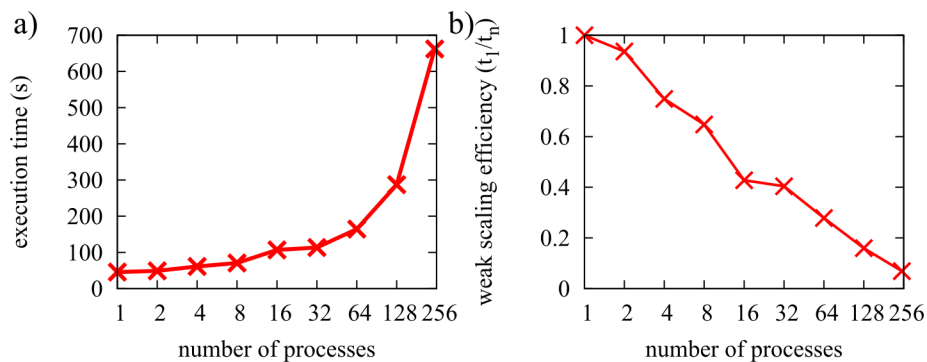 a)
execution time (s)
700
600
500
400
300
200
100
0
1 2 4 8 16 32 64 128 256
number of processes
b)
weak scaling efficiency (t1/tn)
1
0.8
0.6
0.4
0.2
0
1 2 4 8 16 32 64 128 256
number of processes